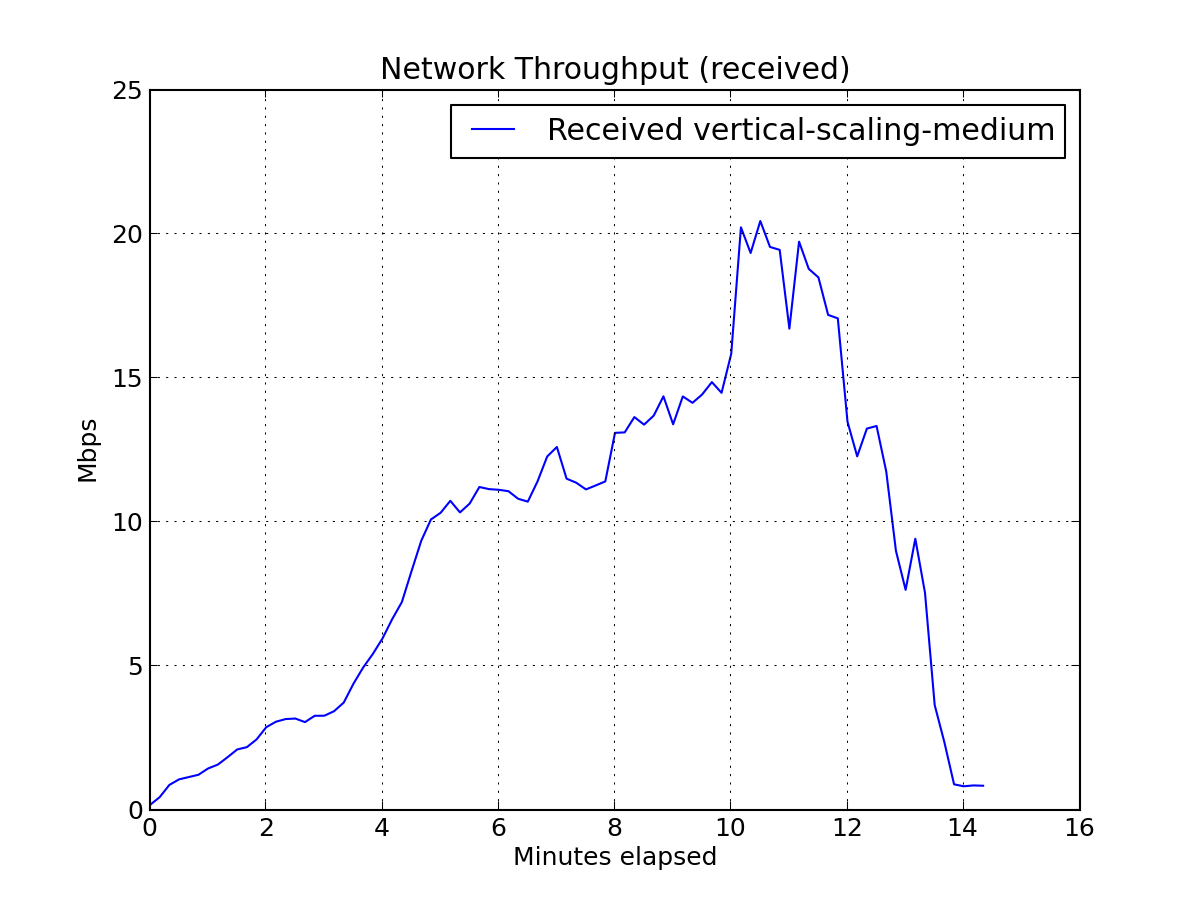 Network Throughput (received)
Received vertical-scaling-medium
25
20
15
10
5
0
Mbps
0 2 4 6 8 10 12 14 16
Minutes elapsed